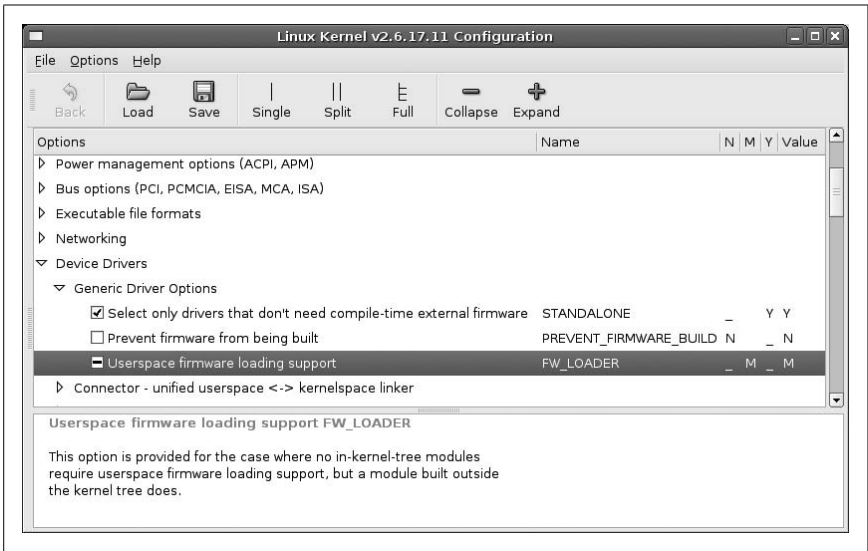 Linux Kernel v2.6.17.11 Configuration
File Options Help
Back Load Save Single Split Full Collapse Expand
Options Name N M Y Value
Power management options (ACPI, APM)
Bus options (PCI, PCMCIA, EISA, MCA, ISA)
Executable file formats
Networking
Device Drivers
Generic Driver Options
Select only drivers that don't need compile-time external firmware STANDALONE _ Y Y
Prevent firmware from being built PREVENT_FIRMWARE_BUILD N _ N
Userspace firmware loading support FW_LOADER _ M _ M
Connector - unified userspace <-> kernelspace linker
Userspace firmware loading support FW_LOADER
This option is provided for the case where no in-kernel-tree modules
require userspace firmware loading support, but a module built outside
the kernel tree does.